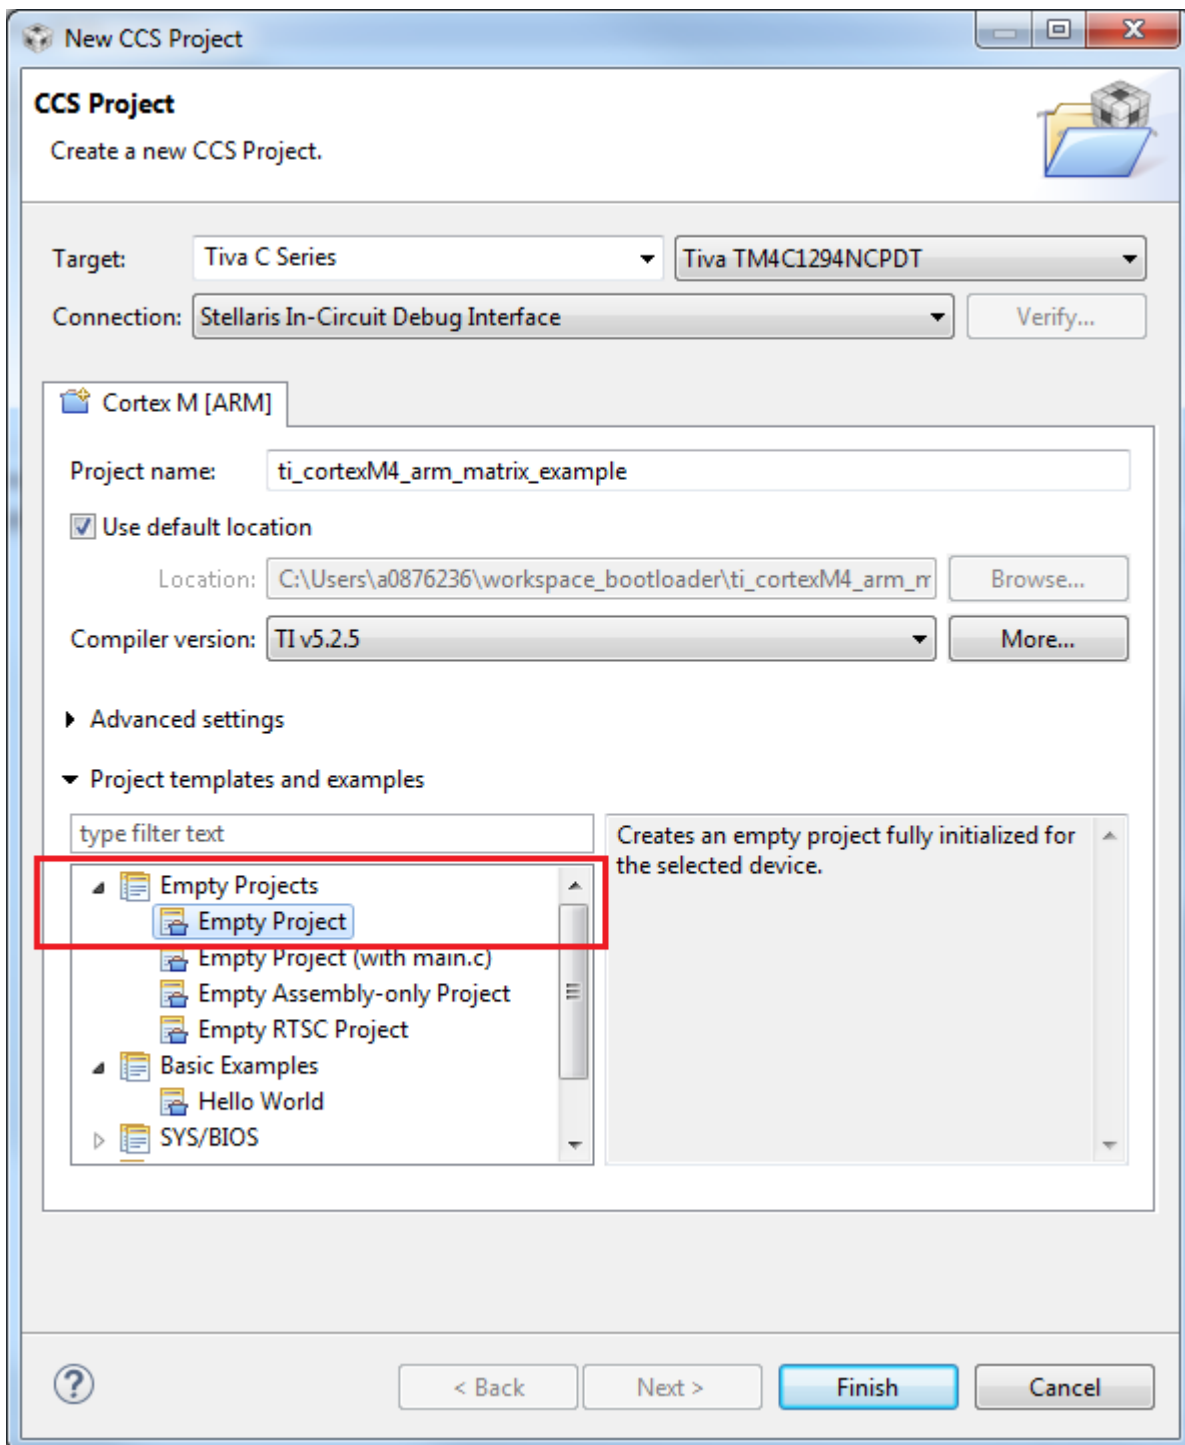 New CCS Project
CCS Project
Create a new CCS Project.
Target: Tiva C Series Tiva TM4C1294NCPDT
Connection: Stellaris In-Circuit Debug Interface Verify...
Cortex M [ARM]
Project name: ti_cortexM4_arm_matrix_example
Use default location
Location: C:\Users\a0876236\workspace_bootloader\ti_cortexM4_arm_m Browse...
Compiler version: TI v5.2.5 More...
Advanced settings
Project templates and examples
type filter text
Creates an empty project fully initialized for
the selected device.
Empty Projects
Empty Project
Empty Project (with main.c)
Empty Assembly-only Project
Empty RTSC Project
Basic Examples
Hello World
SYS/BIOS
? < Back Next > Finish Cancel